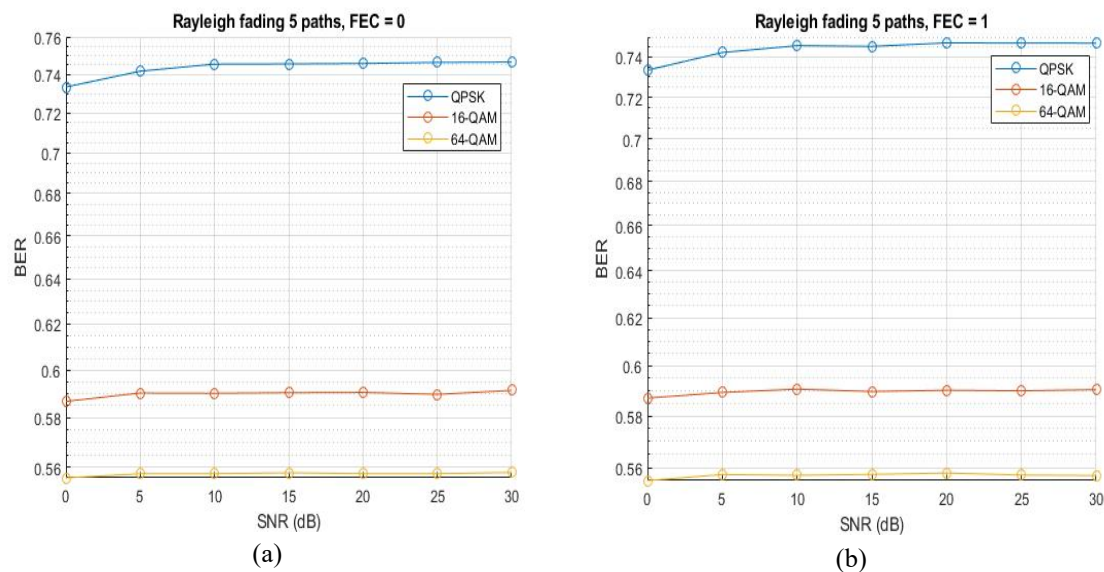 Rayleigh fading 5 paths, FEC = 0
0.76
0.74
0.72
0.7
0.68
0.66
0.64
0.62
0.6
0.58
0.56
BER
QPSK
16-QAM
64-QAM
0 5 10 15 20 25 30
SNR (dB)
(a)
Rayleigh fading 5 paths, FEC = 1
0.74
0.72
0.7
0.68
0.66
0.64
0.62
0.6
0.58
0.56
BER
QPSK
16-QAM
64-QAM
0 5 10 15 20 25 30
SNR (dB)
(b)